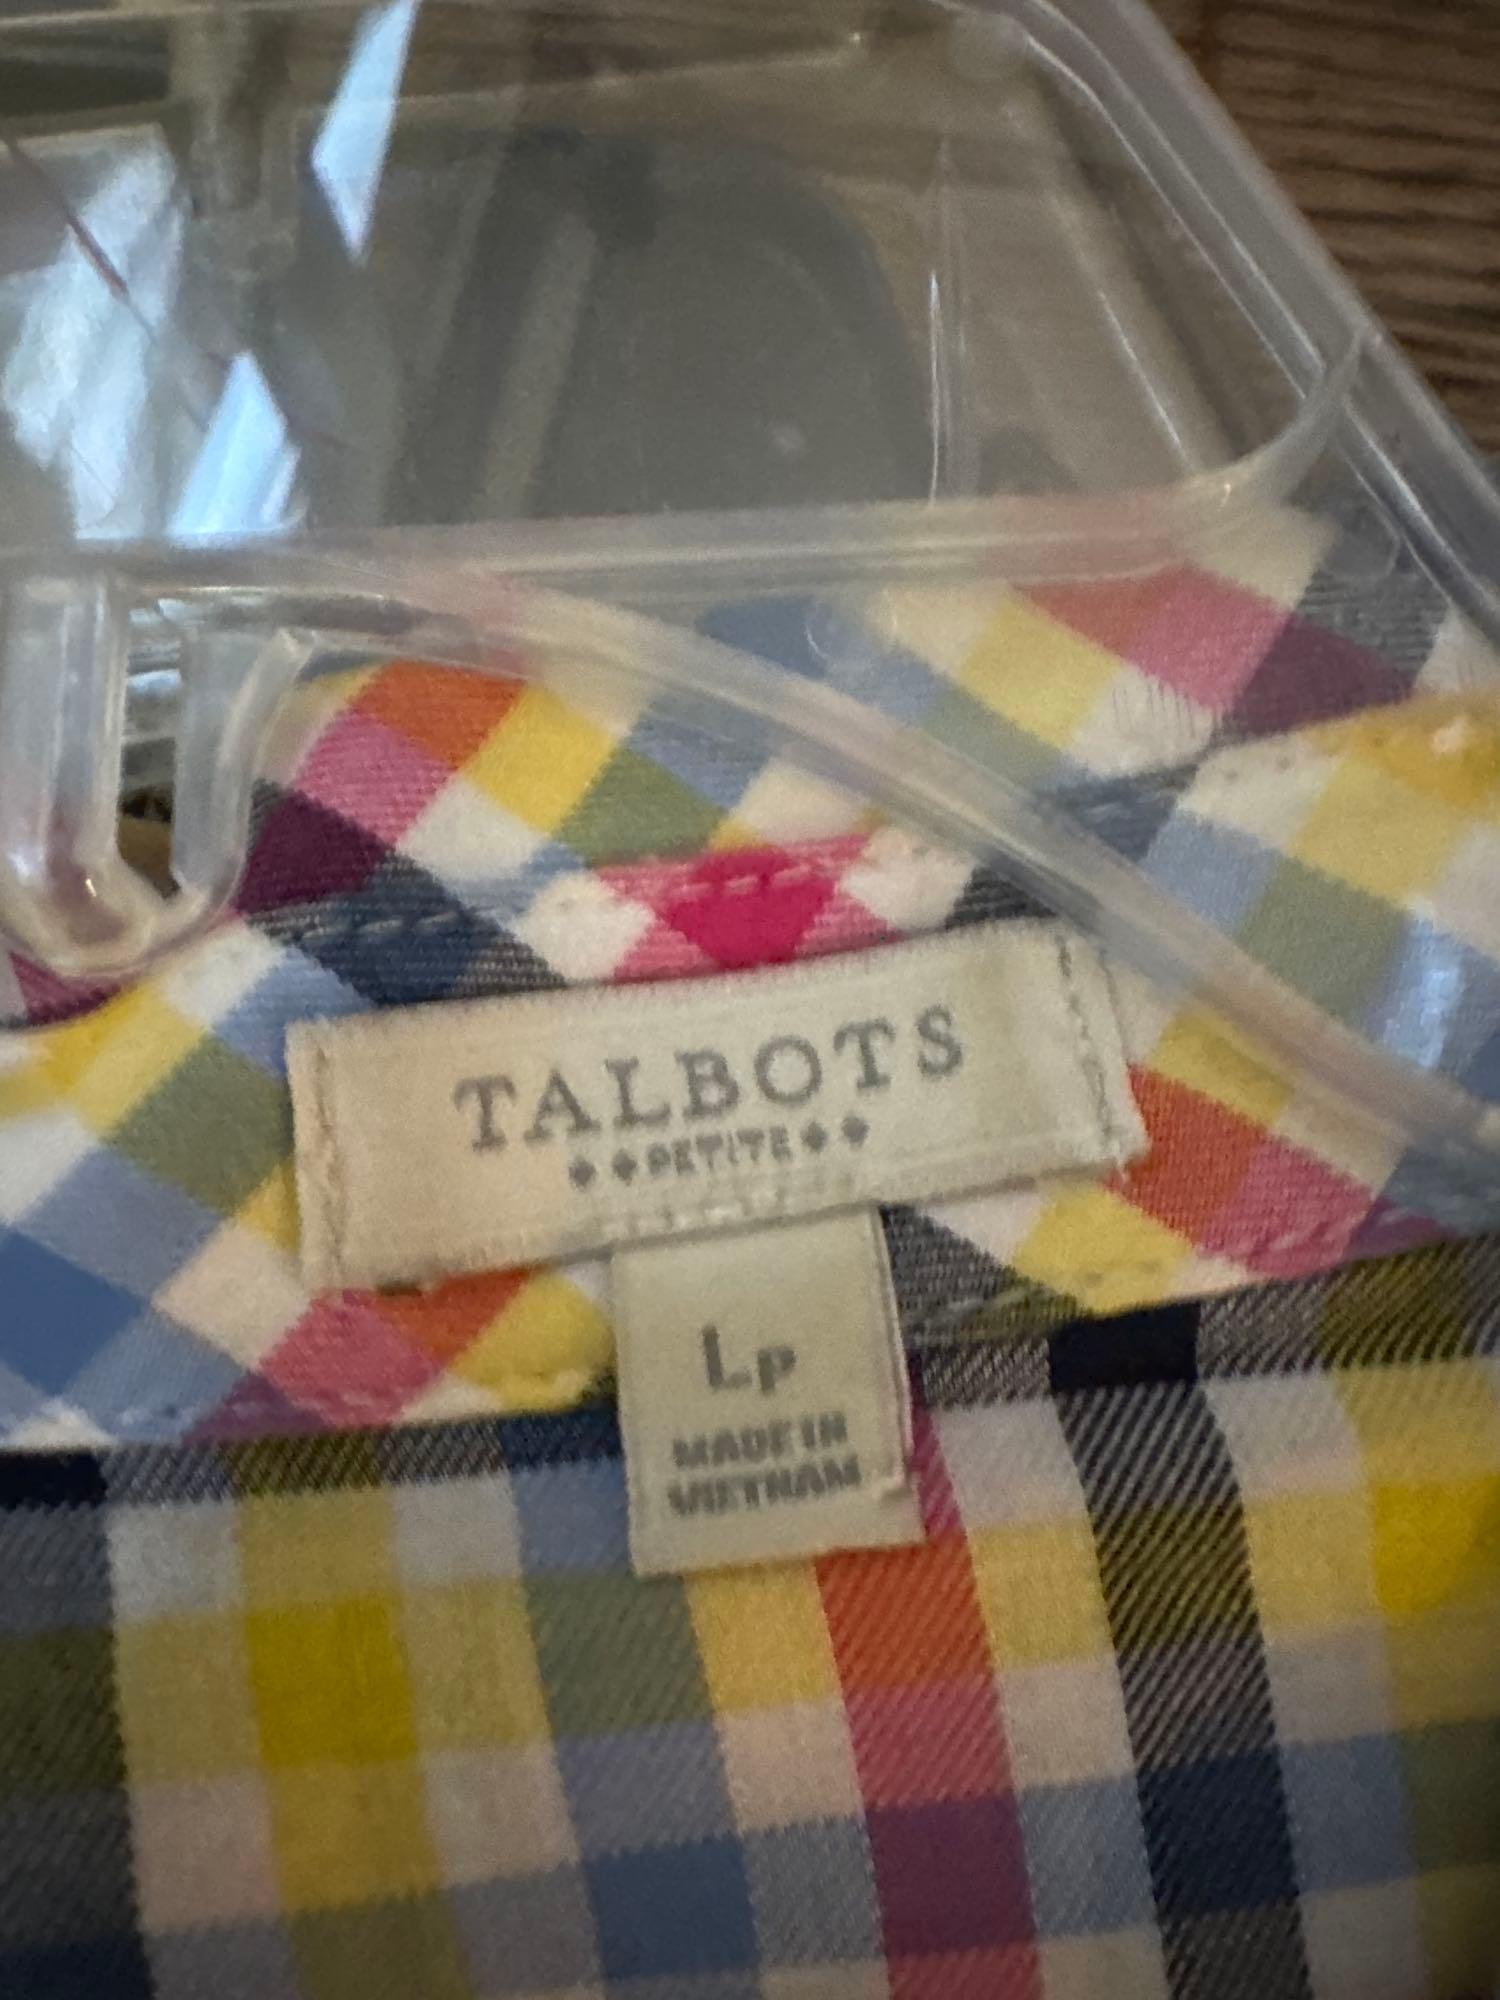 TALBOTS
◆◆PETITE◆◆
LP
MADE IN
VIETNAM